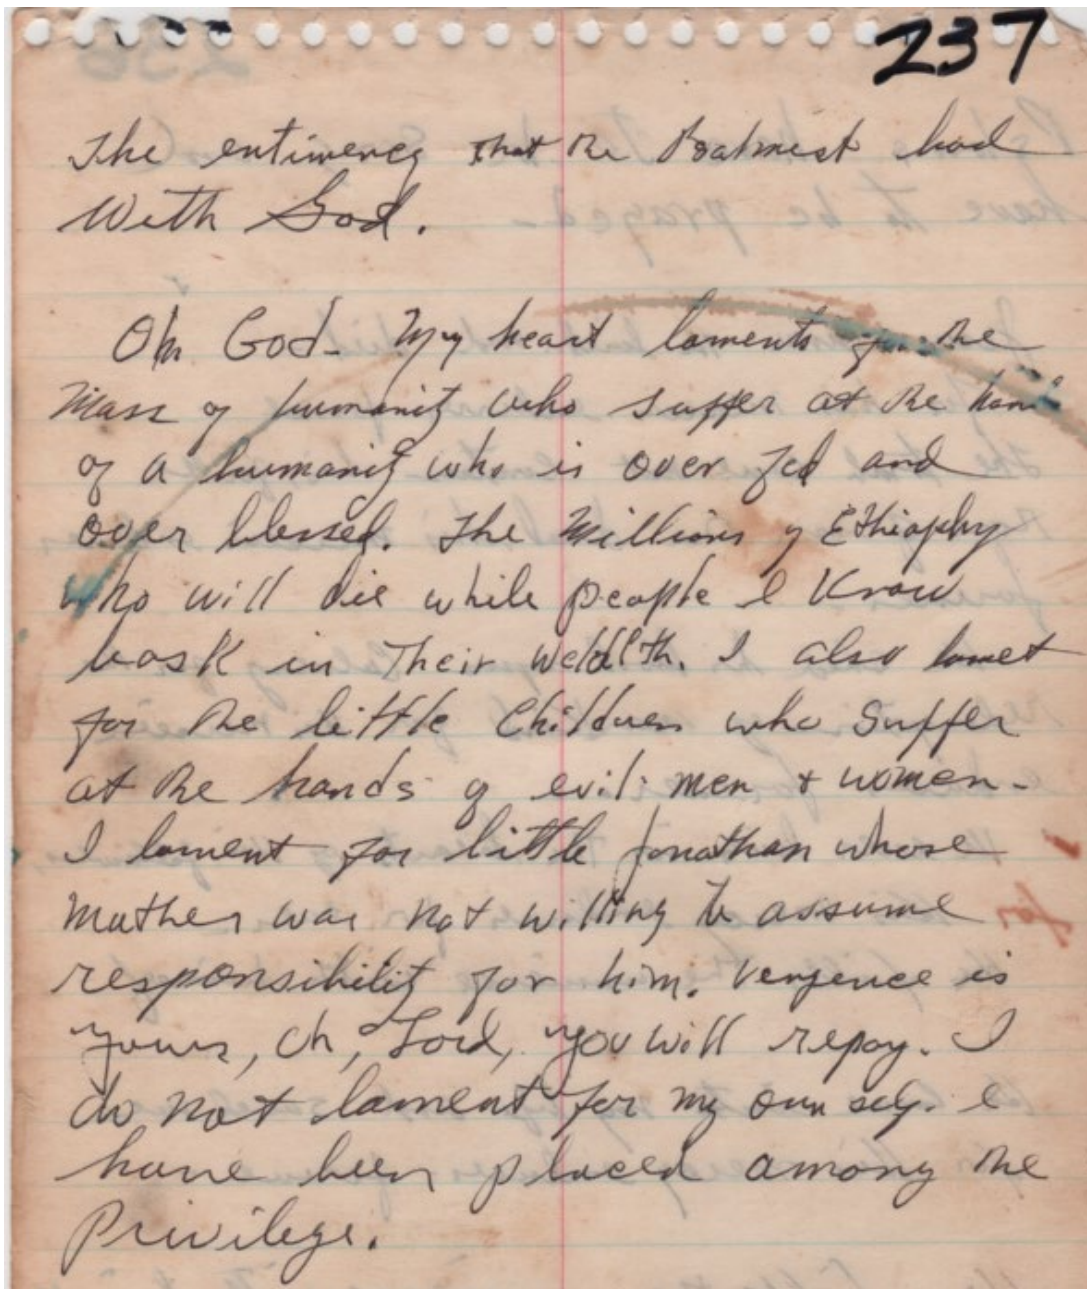 237
The entimency that the Psalmest had
With God.
Oh God- My heart laments for the
Mass of humanity who suffer at the hand
of a humanity who is over fed and
over blessed. The Millions of Ethiophy
who will die while people I Know
bask in Their Wealth. I also lamet
for the little Children who Suffer
at the hands of evil men & women-
I lament for little Jonathan whose
Mother was not willing to assume
responsibility for him. Vengence is
Yours, Oh, Lord, you will repay. I
do not lament for my own self. I
have been placed among the
Privilege.